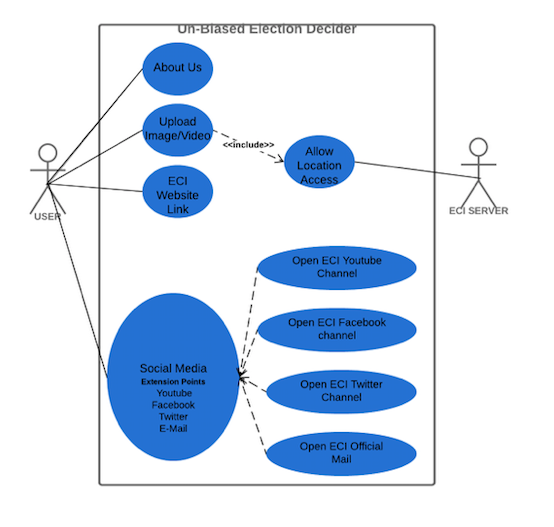 Un-Biased Election Decider
About Us
Upload
Image/Video
<<include>>
Allow
Location
Access
ECI
Website
Link
USER
ECI SERVER
Open ECI Youtube
Channel
Open ECI Facebook
channel
Social Media
Extension Points
Youtube
Facebook
Twitter
E-Mail
Open ECI Twitter
Channel
Open ECI Official
Mail